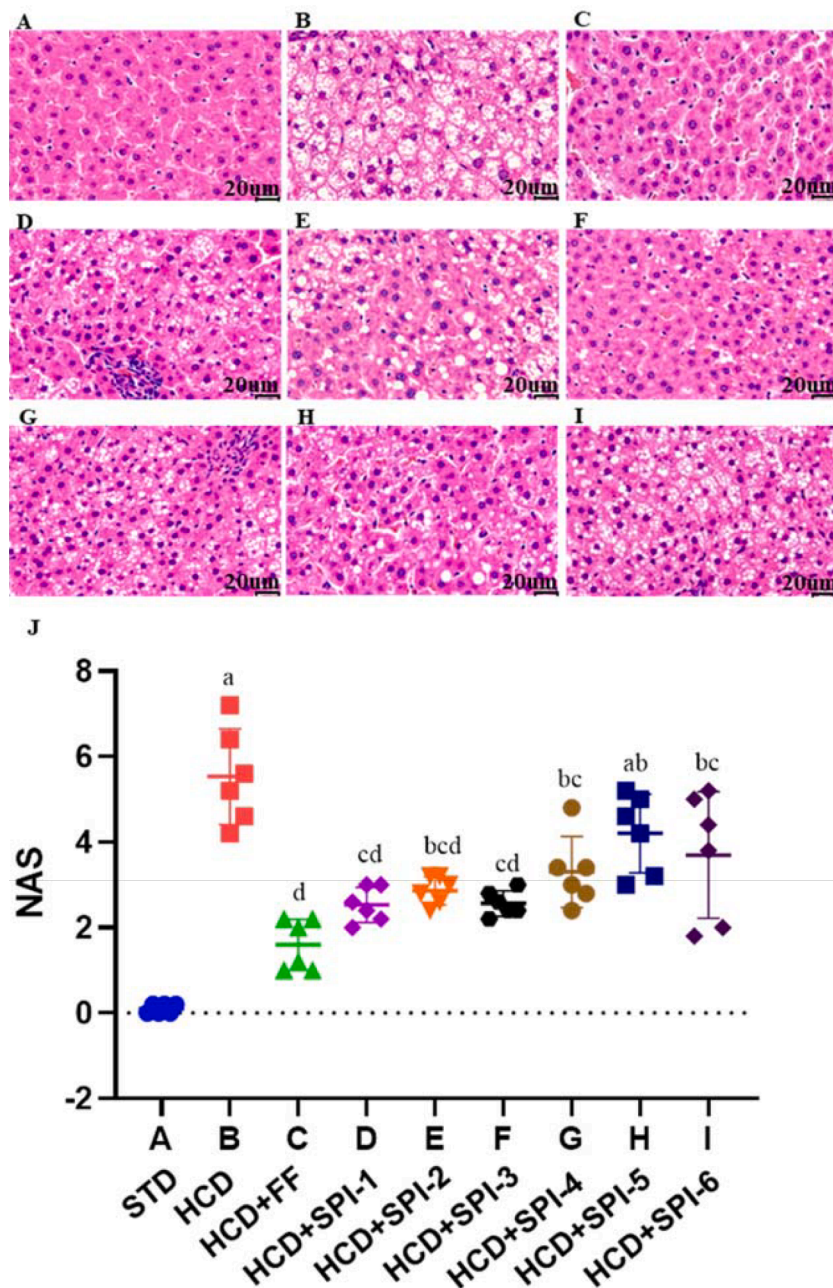 A B C
20um 20um 20um
D E F
20um 20um 20um
G H I
20um 20um 20um
J
8
6
4
2
0
-2
NAS
a
d
cd
bcd
cd
bc
ab
bc
A B C D E F G H I
STD
HCD
HCD+FF
HCD+SPI-1
HCD+SPI-2
HCD+SPI-3
HCD+SPI-4
HCD+SPI-5
HCD+SPI-6